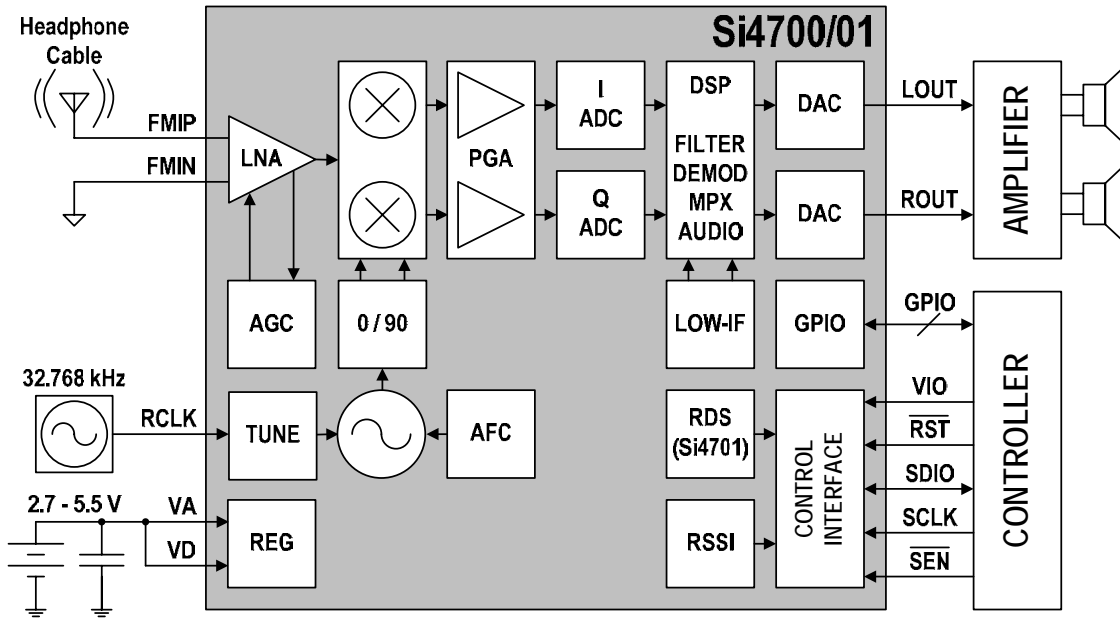 Si4700/01
Headphone
Cable
FMIP
FMIN
LNA
PGA
I
ADC
Q
ADC
DSP
FILTER
DEMOD
MPX
AUDIO
DAC
DAC
LOUT
ROUT
AMPLIFIER
AGC
0 / 90
LOW-IF
GPIO
GPIO
CONTROLLER
32.768 kHz
RCLK
TUNE
AFC
RDS
(Si4701)
CONTROL
INTERFACE
VIO
RST
SDIO
SCLK
SEN
2.7 - 5.5 V
VA
VD
REG
RSSI